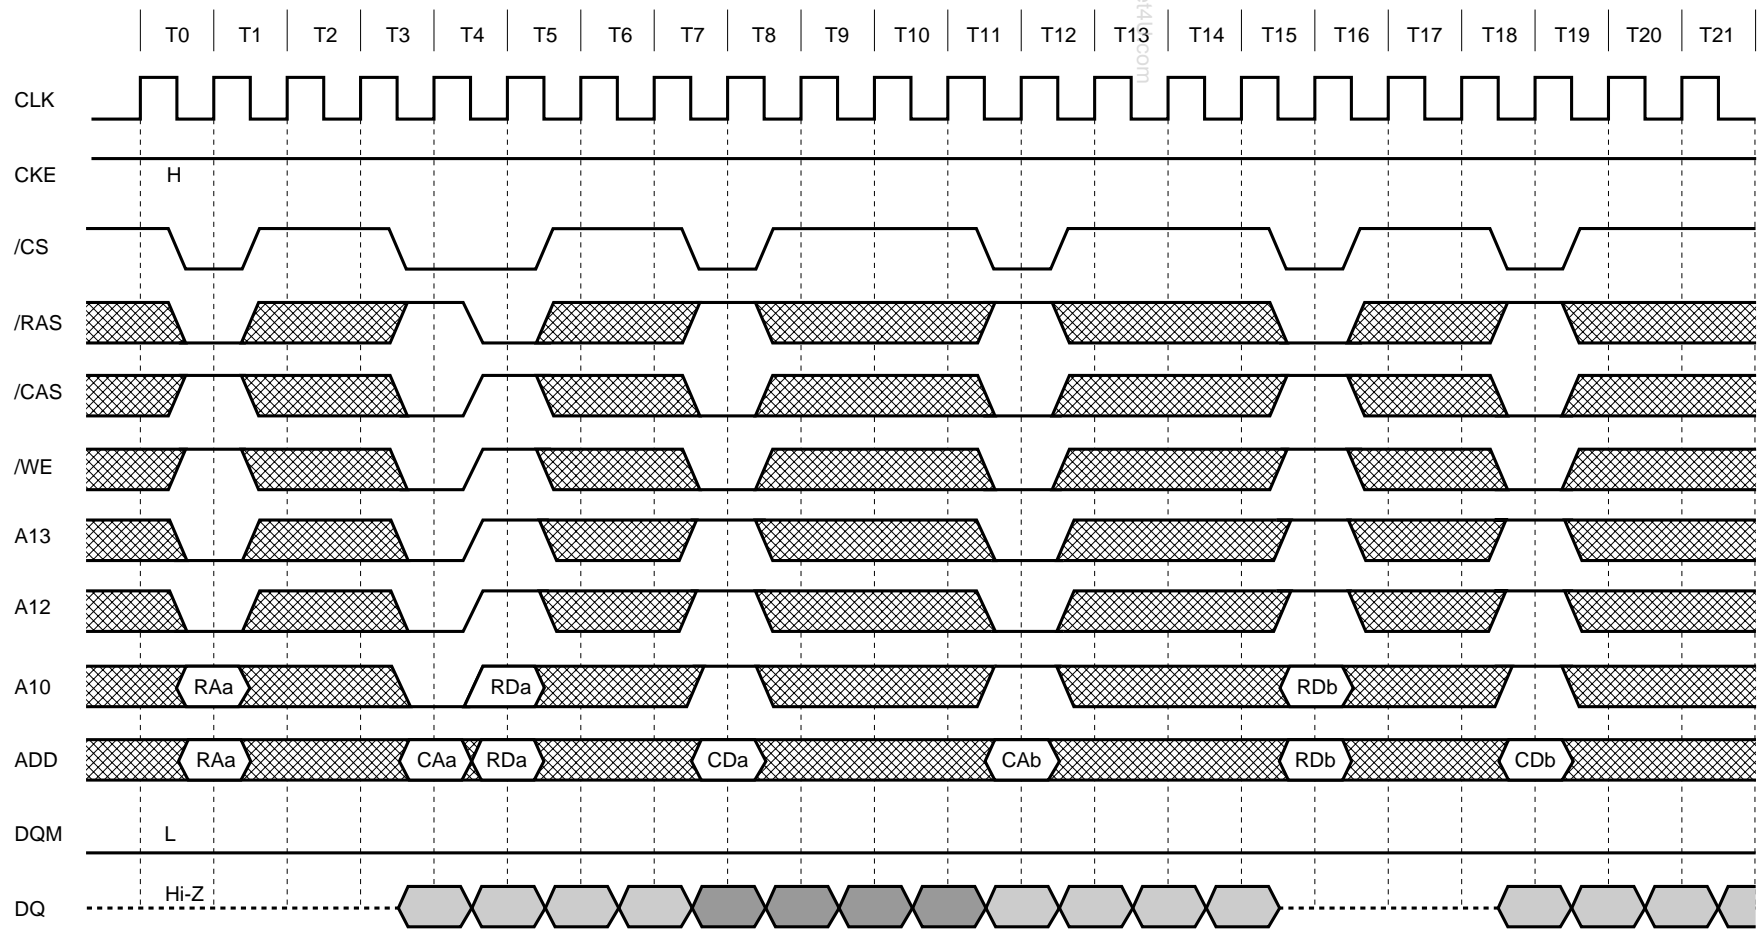 T0 T1 T2 T3 T4 T5 T6 T7 T8 T9 T10 T11 T12 T13 T14 T15 T16 T17 T18 T19 T20 T21
CLK
CKE H
/CS
/RAS
/CAS
/WE
A13
A12
A10 RAa RDa RDb
ADD RAa CAa RDa CDa CAb RDb CDb
DQM L
DQ Hi-Z